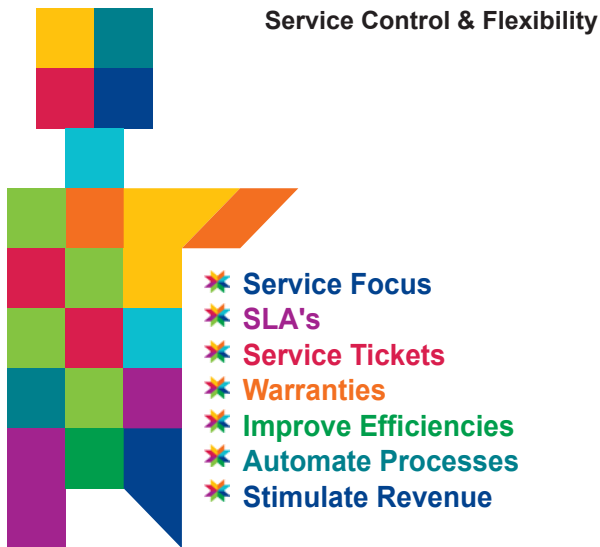 Service Control & Flexibility
Service Focus
SLA's
Service Tickets
Warranties
Improve Efficiencies
Automate Processes
Stimulate Revenue